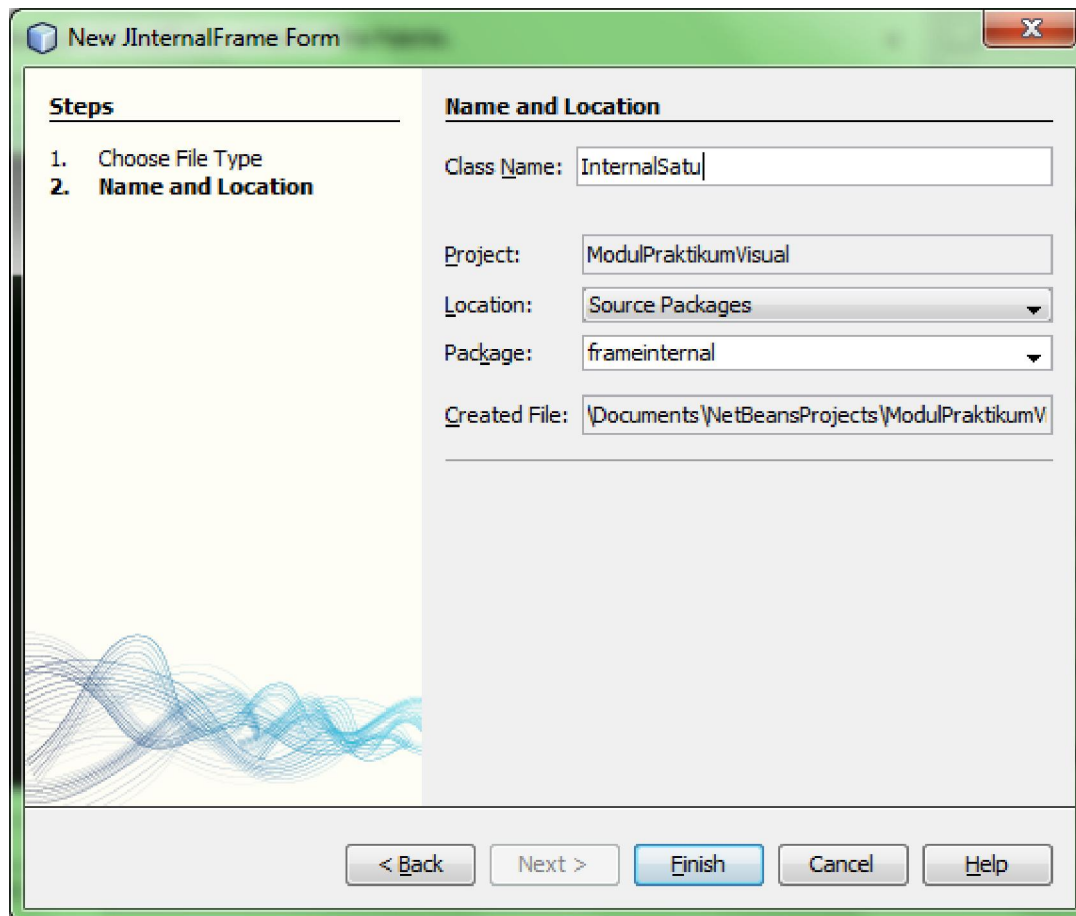 New JInternalFrame Form
Steps
1. Choose File Type
2. Name and Location
Name and Location
Class Name: InternalSatu
Project: ModulPraktikumVisual
Location: Source Packages
Package: frameinternal
Created File: \Documents\NetBeansProjects\ModulPraktikumV
< Back Next > Finish Cancel Help